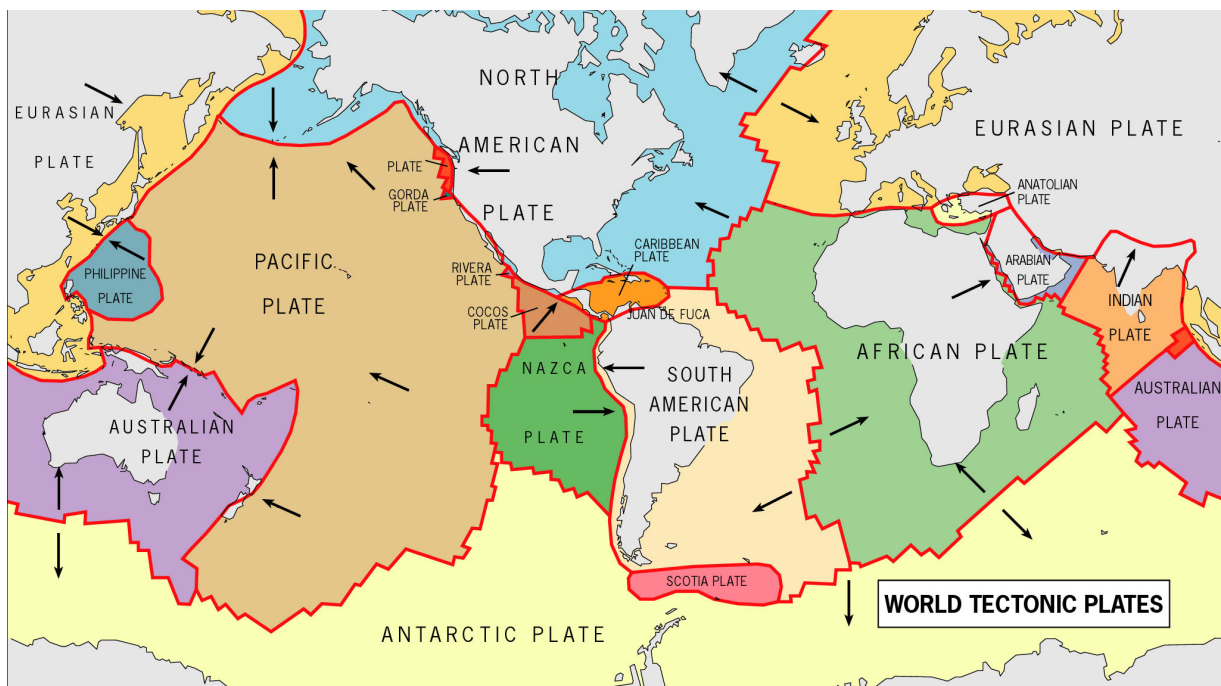 NORTH
AMERICAN
PLATE
EURASIAN
PLATE
EURASIAN PLATE
ANATOLIAN
PLATE
PLATE
GORDA
PLATE
CARIBBEAN
PLATE
ARABIAN
PLATE
PHILIPPINE
PLATE
PACIFIC
PLATE
RIVERA
PLATE
COCOS
PLATE
JUAN DE FUCA
INDIAN
PLATE
AFRICAN PLATE
NAZCA
PLATE
SOUTH
AMERICAN
PLATE
AUSTRALIAN
PLATE
AUSTRALIAN
PLATE
SCOTIA PLATE
WORLD TECTONIC PLATES
ANTARCTIC PLATE